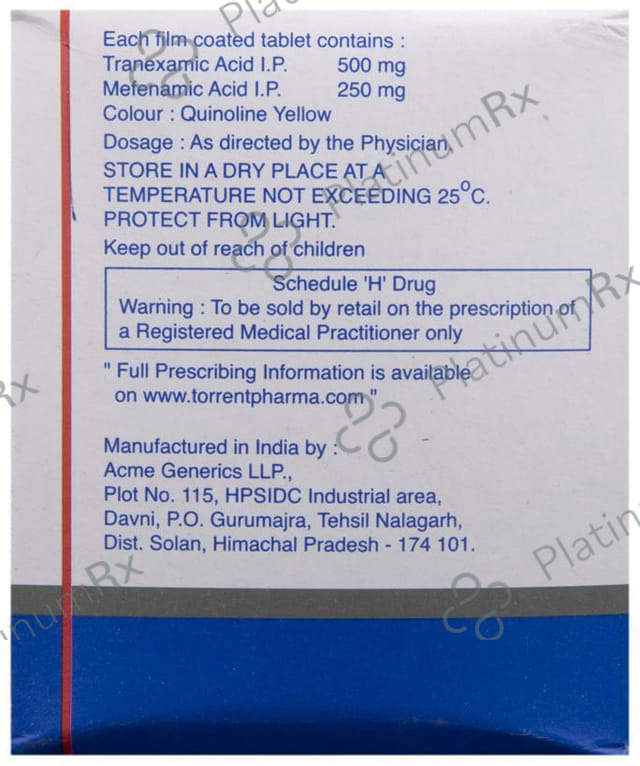 Each film coated tablet contains :
Tranexamic Acid I.P. 500 mg
Mefenamic Acid I.P. 250 mg
Colour : Quinoline Yellow
Dosage : As directed by the Physician
STORE IN A DRY PLACE AT A
TEMPERATURE NOT EXCEEDING 25°C.
PROTECT FROM LIGHT.
Keep out of reach of children
Schedule 'H' Drug
Warning : To be sold by retail on the prescription of
a Registered Medical Practitioner only
" Full Prescribing Information is available
on www.torrentpharma.com "
Manufactured in India by :
Acme Generics LLP.,
Plot No. 115, HPSIDC Industrial area,
Davni, P.O. Gurumajra, Tehsil Nalagarh,
Dist. Solan, Himachal Pradesh - 174 101.
PlatinumRx
PlatinumRx